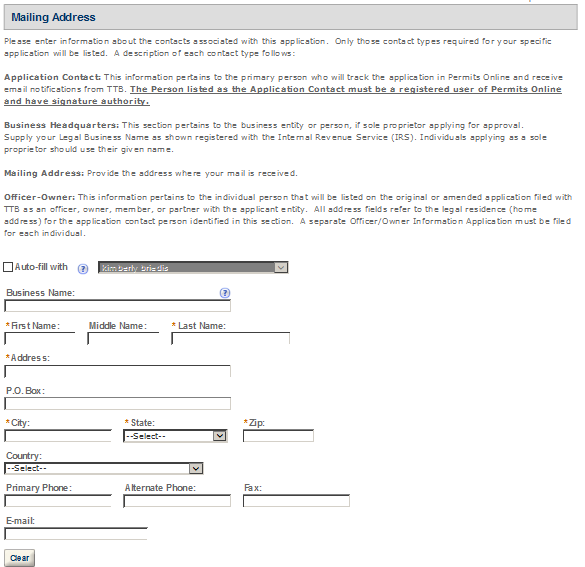 Mailing Address
Please enter information about the contacts associated with this application. Only those contact types required for your specific
application will be listed. A description of each contact type follows:
Application Contact: This information pertains to the primary person who will track the application in Permits Online and receive
email notifications from TTB. The Person listed as the Application Contact must be a registered user of Permits Online
and have signature authority.
Business Headquarters: This section pertains to the business entity or person, if sole proprietor applying for approval.
Supply your Legal Business Name as shown registered with the Internal Revenue Service (IRS). Individuals applying as a sole
proprietor should use their given name.
Mailing Address: Provide the address where your mail is received.
Officer-Owner: This information pertains to the individual person that will be listed on the original or amended application filed with
TTB as an officer, owner, member, or partner with the applicant entity. All address fields refer to the legal residence (home
address) for the application contact person identified in this section. A separate Officer/Owner Information Application must be filed
for each individual.
Auto-fill with ? Kimberly Briedis
Business Name: ?
* First Name: Middle Name: * Last Name:
* Address:
P.O. Box:
* City: * State: * Zip:
--Select--
Country:
--Select--
Primary Phone: Alternate Phone: Fax:
E-mail:
Clear